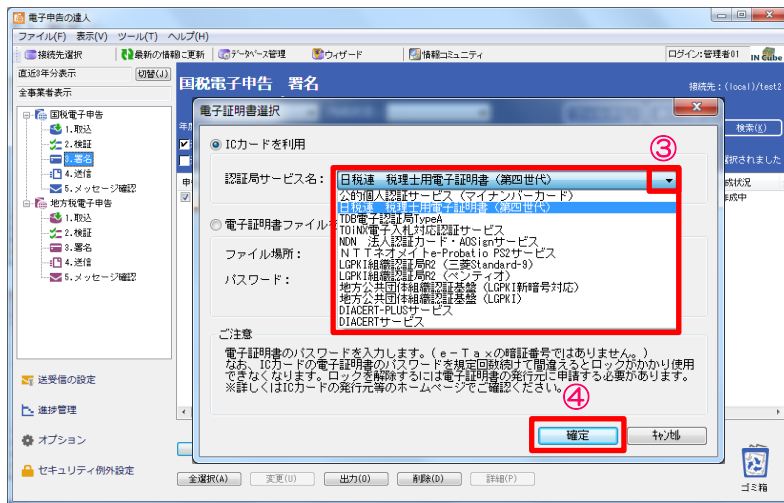 電子申告の達人
ファイル(F) 表示(V) ツール(T) ヘルプ(H)
接続先選択 最新の情報に更新 データベース管理 ウィザード 情報コミュニティ ログイン:管理者01 IN Cube
直近3年分表示 切替(J)
全事業者表示
国税電子申告 署名
接続先:(local)/test2
国税電子申告
1.取込
2.検証
3.署名
4.送信
5.メッセージ確認
地方税電子申告
1.取込
2.検証
3.署名
4.送信
5.メッセージ確認
検索(K)
択されました
成状況
成中
電子証明書選択
ICカードを利用
③
認証局サービス名: 日税連 税理士用電子証明書(第四世代)
公的個人認証サービス(マイナンバーカード)
日税連 税理士用電子証明書(第四世代)
TDB電子認証局TypeA
TOiNX電子入札対応認証サービス
NDN 法人認証カード・AOSignサービス
NTTネオメイトe-Probatio PS2サービス
LGPKI組織認証局R2(三菱Standard-9)
LGPKI組織認証局R2(ベンティオ)
地方公共団体組織認証基盤(LGPKI新暗号対応)
地方公共団体組織認証基盤(LGPKI)
DIACERT-PLUSサービス
DIACERTサービス
電子証明書ファイルを
ファイル場所:
パスワード:
ご注意
電子証明書のパスワードを入力します。(e-Taxの暗証番号ではありません。)
なお、ICカードの電子証明書のパスワードを規定回数続けて間違えるとロックがかかり使用
できなくなります。ロックを解除するには電子証明書の発行元に申請する必要があります。
※詳しくはICカードの発行元等のホームページでご確認ください。
④
確定 キャンセル
送受信の設定
進捗管理
オプション
セキュリティ例外設定
全選択(A) 変更(U) 出力(O) 削除(D) 詳細(P)
ゴミ箱